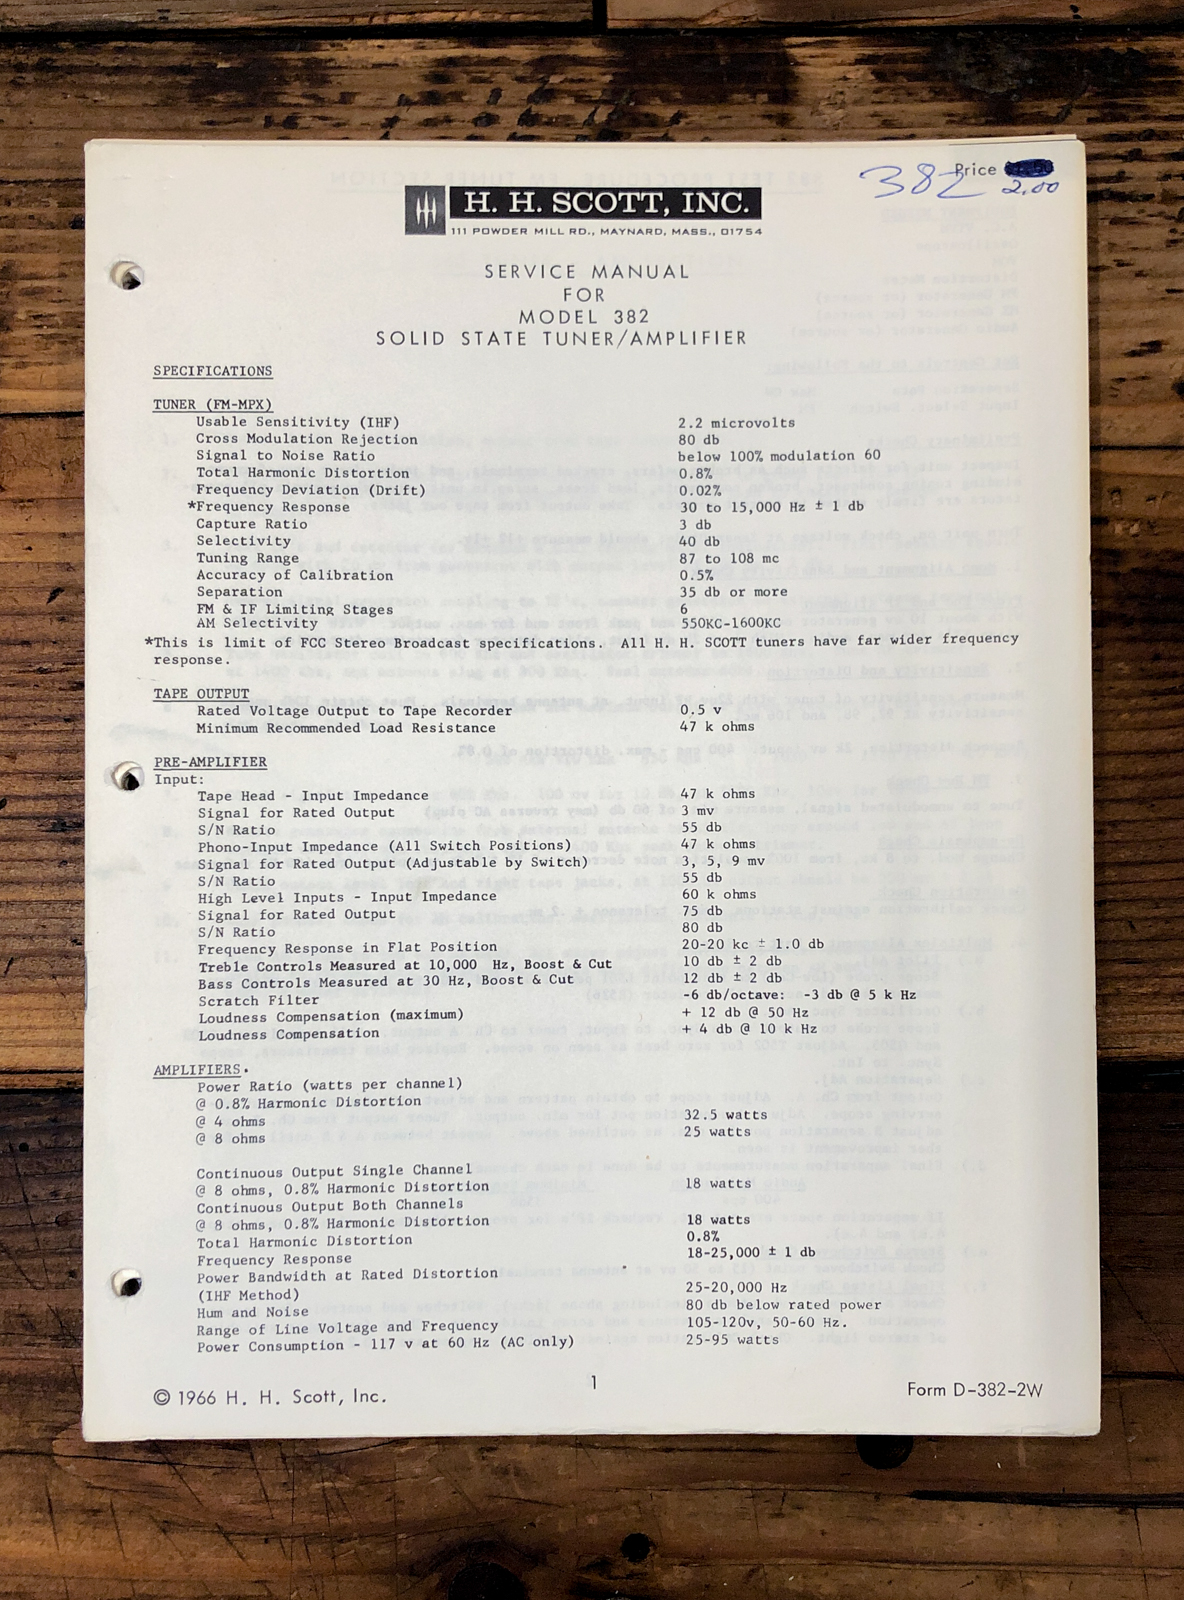 382
Price
2.00
H. H. SCOTT, INC.
111 POWDER MILL RD., MAYNARD, MASS., 01754
SERVICE MANUAL
FOR
MODEL 382
SOLID STATE TUNER/AMPLIFIER
SPECIFICATIONS
TUNER (FM-MPX)
Usable Sensitivity (IHF) 2.2 microvolts
Cross Modulation Rejection 80 db
Signal to Noise Ratio below 100% modulation 60
Total Harmonic Distortion 0.8%
Frequency Deviation (Drift) 0.02%
*Frequency Response 30 to 15,000 Hz ± 1 db
Capture Ratio 3 db
Selectivity 40 db
Tuning Range 87 to 108 mc
Accuracy of Calibration 0.5%
Separation 35 db or more
FM & IF Limiting Stages 6
AM Selectivity 550KC-1600KC
*This is limit of FCC Stereo Broadcast specifications. All H. H. SCOTT tuners have far wider frequency
response.
TAPE OUTPUT
Rated Voltage Output to Tape Recorder 0.5 v
Minimum Recommended Load Resistance 47 k ohms
PRE-AMPLIFIER
Input:
Tape Head - Input Impedance 47 k ohms
Signal for Rated Output 3 mv
S/N Ratio 55 db
Phono-Input Impedance (All Switch Positions) 47 k ohms
Signal for Rated Output (Adjustable by Switch) 3, 5, 9 mv
S/N Ratio 55 db
High Level Inputs - Input Impedance 60 k ohms
Signal for Rated Output 75 db
S/N Ratio 80 db
Frequency Response in Flat Position 20-20 kc ± 1.0 db
Treble Controls Measured at 10,000 Hz, Boost & Cut 10 db ± 2 db
Bass Controls Measured at 30 Hz, Boost & Cut 12 db ± 2 db
Scratch Filter -6 db/octave: -3 db @ 5 k Hz
Loudness Compensation (maximum) + 12 db @ 50 Hz
Loudness Compensation + 4 db @ 10 k Hz
AMPLIFIERS.
Power Ratio (watts per channel)
@ 0.8% Harmonic Distortion
@ 4 ohms 32.5 watts
@ 8 ohms 25 watts
Continuous Output Single Channel
@ 8 ohms, 0.8% Harmonic Distortion 18 watts
Continuous Output Both Channels
@ 8 ohms, 0.8% Harmonic Distortion 18 watts
Total Harmonic Distortion 0.8%
Frequency Response 18-25,000 ± 1 db
Power Bandwidth at Rated Distortion
(IHF Method) 25-20,000 Hz
Hum and Noise 80 db below rated power
Range of Line Voltage and Frequency 105-120v, 50-60 Hz.
Power Consumption - 117 v at 60 Hz (AC only) 25-95 watts
© 1966 H. H. Scott, Inc.
1
Form D-382-2W